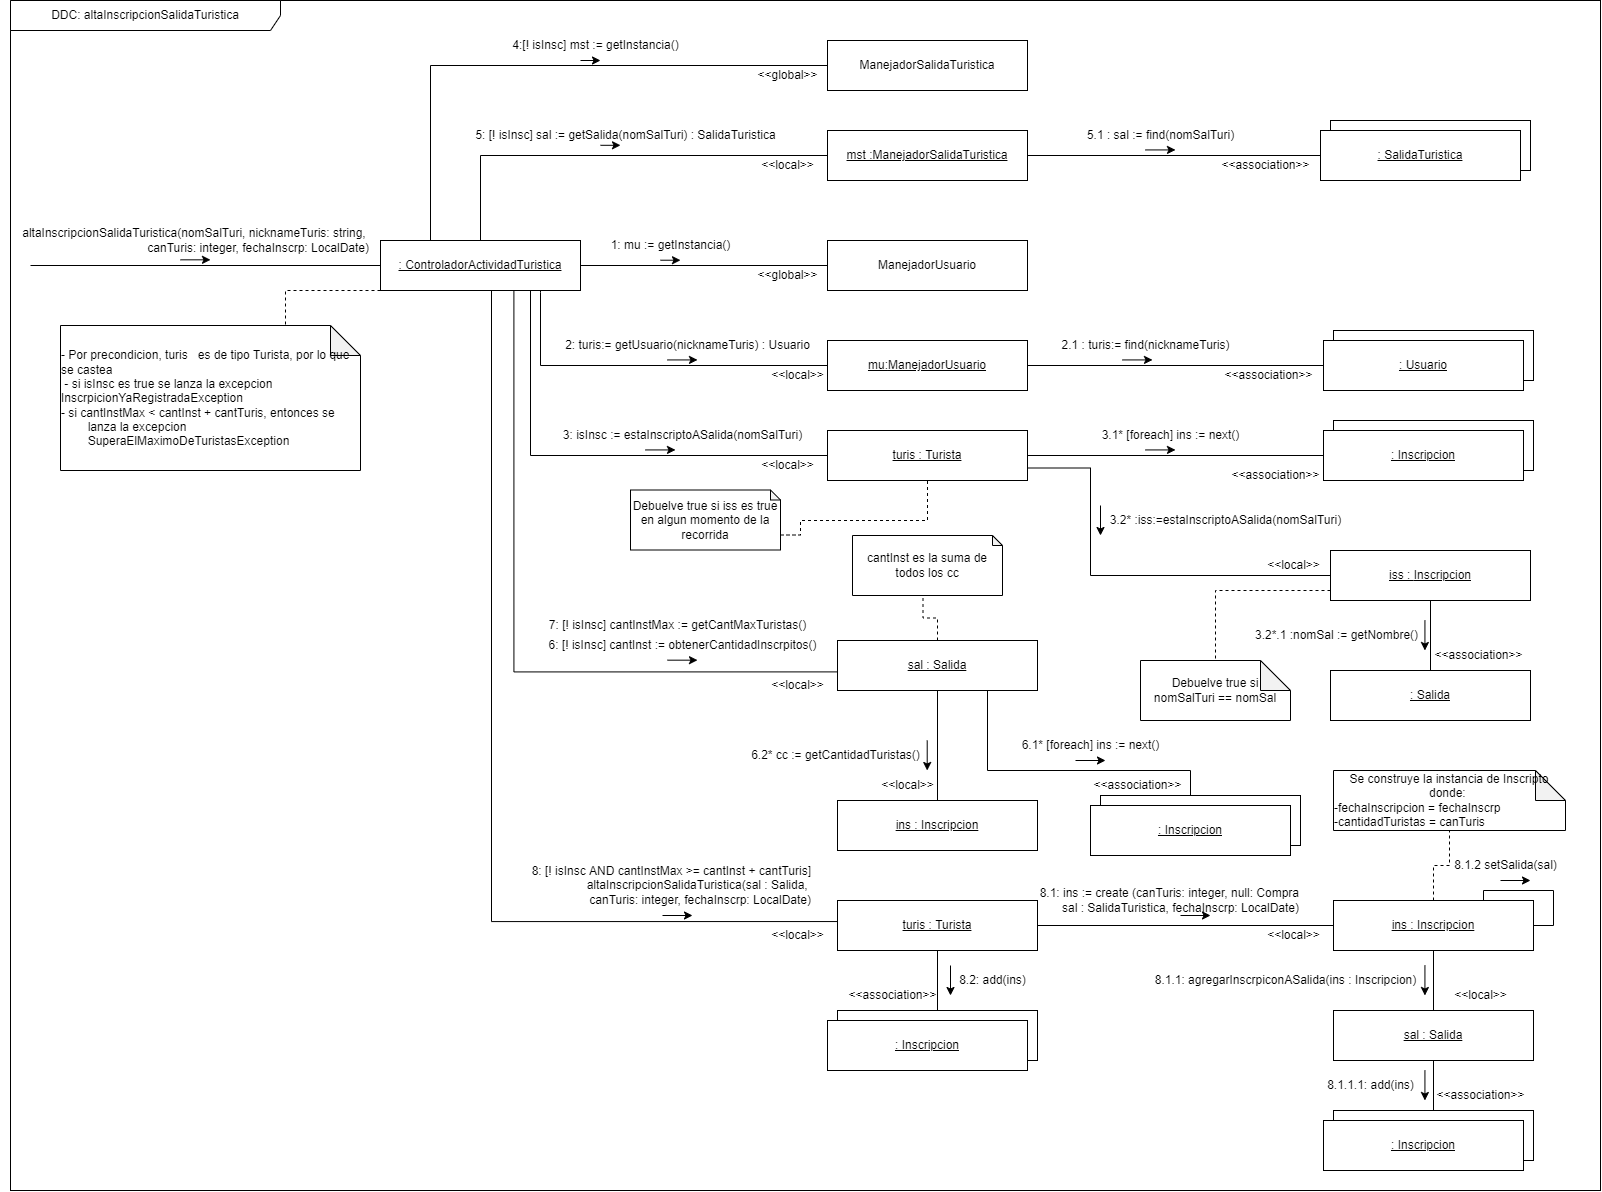 DDC: altaInscripcionSalidaTuristica
4:[! isInsc] mst := getInstancia()
<<global>>
ManejadorSalidaTuristica
5: [! isInsc] sal := getSalida(nomSalTuri) : SalidaTuristica
<<local>>
mst :ManejadorSalidaTuristica
5.1 : sal := find(nomSalTuri)
<<association>>
: SalidaTuristica
altaInscripcionSalidaTuristica(nomSalTuri, nicknameTuris: string,
canTuris: integer, fechaInscrp: LocalDate)
: ControladorActividadTuristica
1: mu := getInstancia()
<<global>>
ManejadorUsuario
- Por precondicion, turis es de tipo Turista, por lo que
se castea
- si isInsc es true se lanza la excepcion
InscrpicionYaRegistradaException
- si cantInstMax < cantInst + cantTuris, entonces se
lanza la excepcion
SuperaElMaximoDeTuristasException
2: turis:= getUsuario(nicknameTuris) : Usuario
<<local>>
mu:ManejadorUsuario
2.1 : turis:= find(nicknameTuris)
<<association>>
: Usuario
3: isInsc := estaInscriptoASalida(nomSalTuri)
<<local>>
turis : Turista
3.1* [foreach] ins := next()
<<association>>
: Inscripcion
Debuelve true si iss es true
en algun momento de la
recorrida
3.2* :iss:=estaInscriptoASalida(nomSalTuri)
<<local>>
iss : Inscripcion
cantInst es la suma de
todos los cc
3.2*.1 :nomSal := getNombre()
<<association>>
: Salida
Debuelve true si
nomSalTuri == nomSal
7: [! isInsc] cantInstMax := getCantMaxTuristas()
6: [! isInsc] cantInst := obtenerCantidadInscrpitos()
<<local>>
sal : Salida
6.2* cc := getCantidadTuristas()
<<local>>
ins : Inscripcion
6.1* [foreach] ins := next()
<<association>>
: Inscripcion
Se construye la instancia de Inscripto
donde:
-fechaInscripcion = fechaInscrp
-cantidadTuristas = canTuris
8: [! isInsc AND cantInstMax >= cantInst + cantTuris]
altaInscripcionSalidaTuristica(sal : Salida,
canTuris: integer, fechaInscrp: LocalDate)
<<local>>
turis : Turista
8.1: ins := create (canTuris: integer, null: Compra
sal : SalidaTuristica, fechaInscrp: LocalDate)
<<local>>
8.1.2 setSalida(sal)
ins : Inscripcion
8.2: add(ins)
<<association>>
: Inscripcion
8.1.1: agregarInscrpiconASalida(ins : Inscripcion)
<<local>>
sal : Salida
8.1.1.1: add(ins)
<<association>>
: Inscripcion